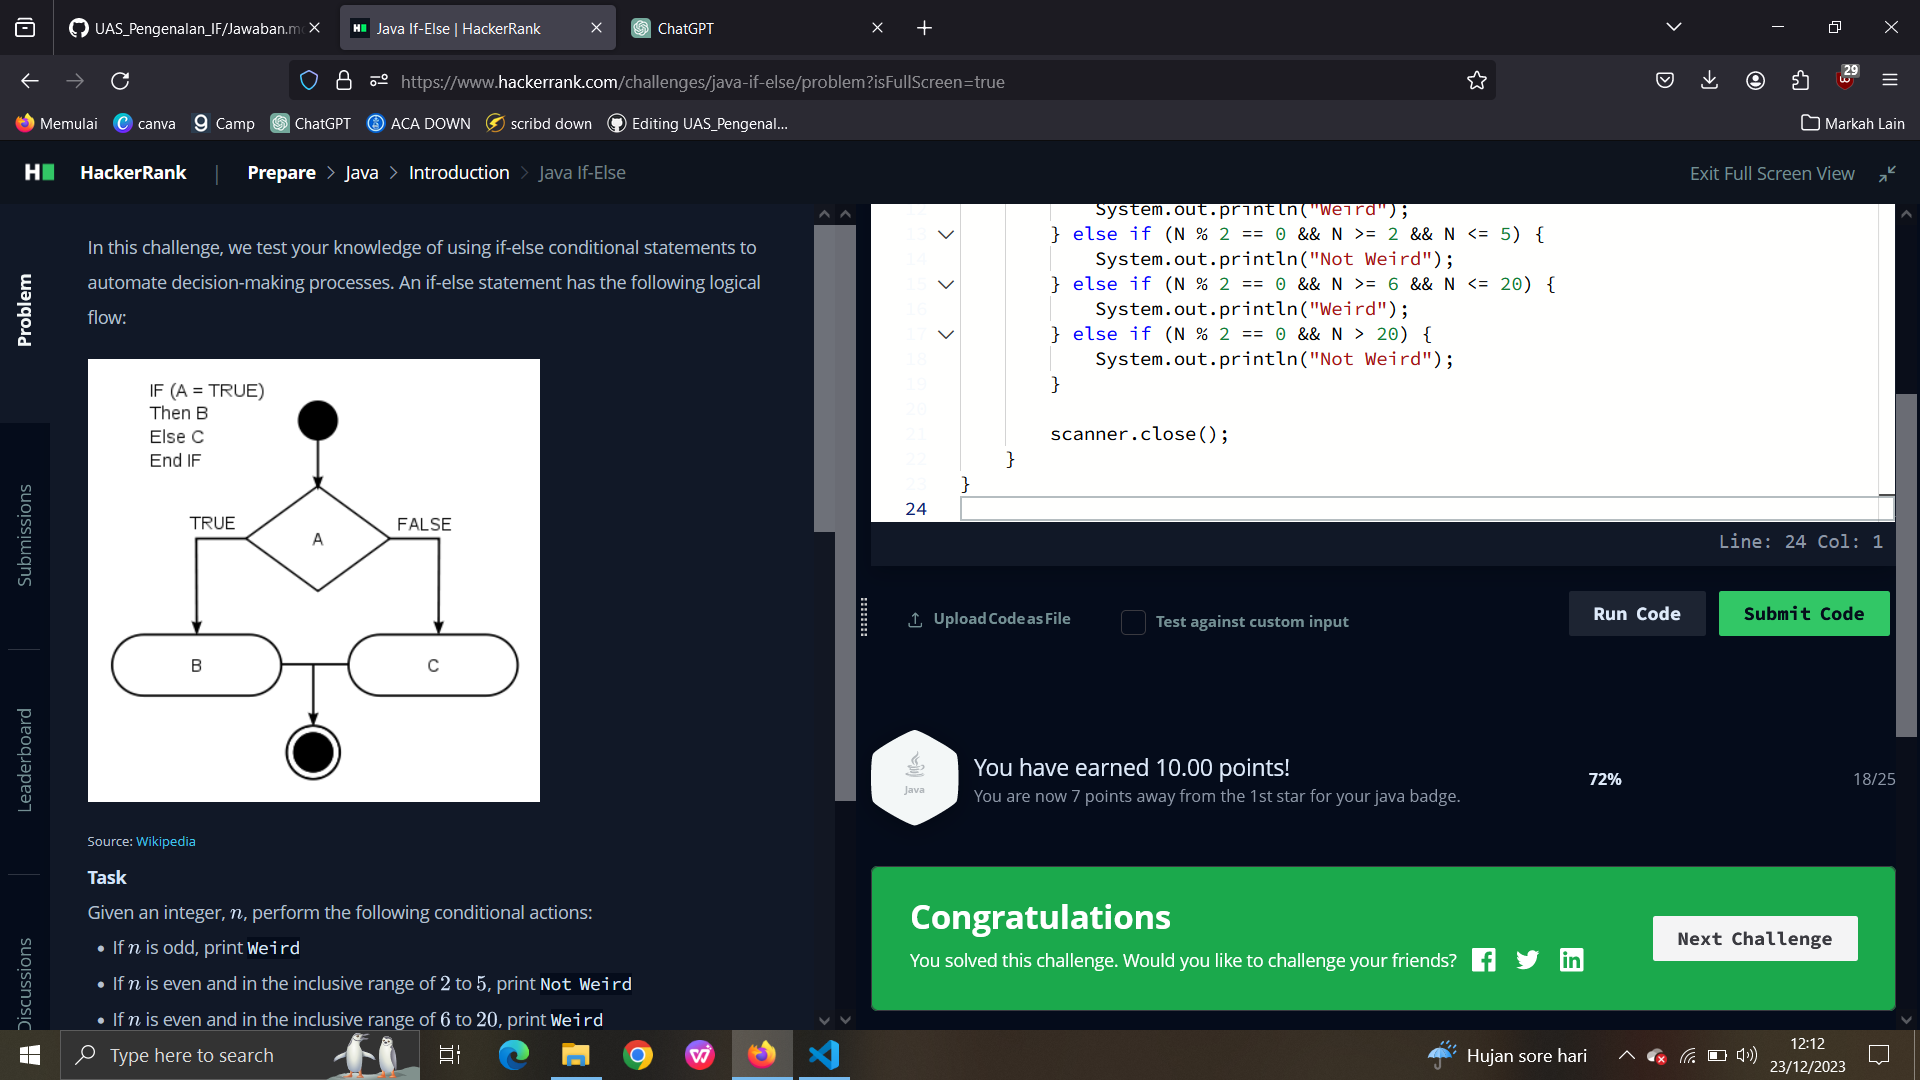 UAS_Pengenalan_IF/Jawaban.m
Java If-Else | HackerRank
ChatGPT
https://www.hackerrank.com/challenges/java-if-else/problem?isFullScreen=true
29
Memulai
canva
Camp
ChatGPT
ACA DOWN
scribd down
Editing UAS_Pengenal...
Markah Lain
HackerRank | Prepare > Java > Introduction > Java If-Else
Exit Full Screen View
Problem
Submissions
Leaderboard
Discussions
In this challenge, we test your knowledge of using if-else conditional statements to
automate decision-making processes. An if-else statement has the following logical
flow:
IF (A = TRUE)
Then B
Else C
End IF
TRUE
FALSE
A
B
C
Source: Wikipedia
Task
Given an integer, n, perform the following conditional actions:
• If n is odd, print Weird
• If n is even and in the inclusive range of 2 to 5, print Not Weird
• If n is even and in the inclusive range of 6 to 20, print Weird
12 System.out.println("Weird");
13 } else if (N % 2 == 0 && N >= 2 && N <= 5) {
14 System.out.println("Not Weird");
15 } else if (N % 2 == 0 && N >= 6 && N <= 20) {
16 System.out.println("Weird");
17 } else if (N % 2 == 0 && N > 20) {
18 System.out.println("Not Weird");
19 }
20
21 scanner.close();
22 }
23 }
24
Line: 24 Col: 1
Upload Code as File
Test against custom input
Run Code
Submit Code
Java
You have earned 10.00 points!
You are now 7 points away from the 1st star for your java badge.
72%
18/25
Congratulations
You solved this challenge. Would you like to challenge your friends?
Next Challenge
Type here to search
Hujan sore hari
12:12
23/12/2023